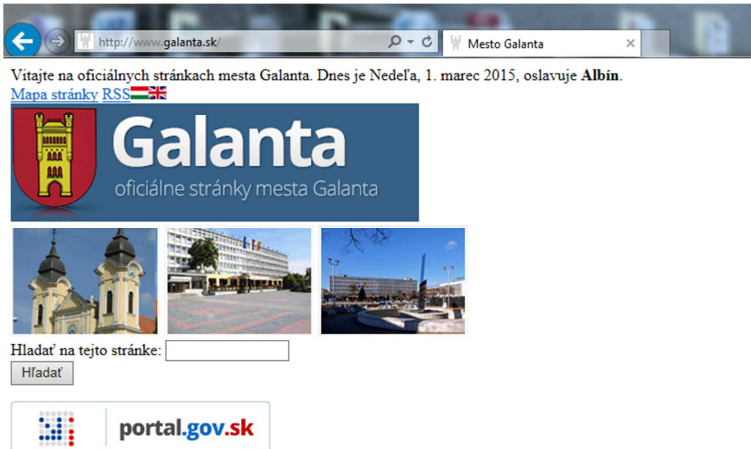 http://www.galanta.sk/
Mesto Galanta
Vitajte na oficiálnych stránkach mesta Galanta. Dnes je Nedeľa, 1. marec 2015, oslavuje Albín.
Mapa stránky RSS
Galanta
oficiálne stránky mesta Galanta
Hladať na tejto stránke:
Hľadať
portal.gov.sk